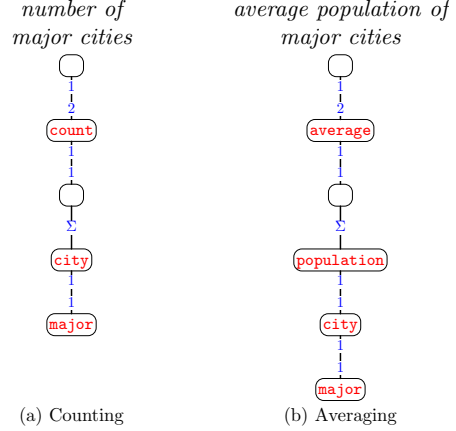 number of
major cities
1
2
count
1
1
Σ
city
1
1
major
(a) Counting
average population of
major cities
1
2
average
1
1
Σ
population
1
1
city
1
1
major
(b) Averaging